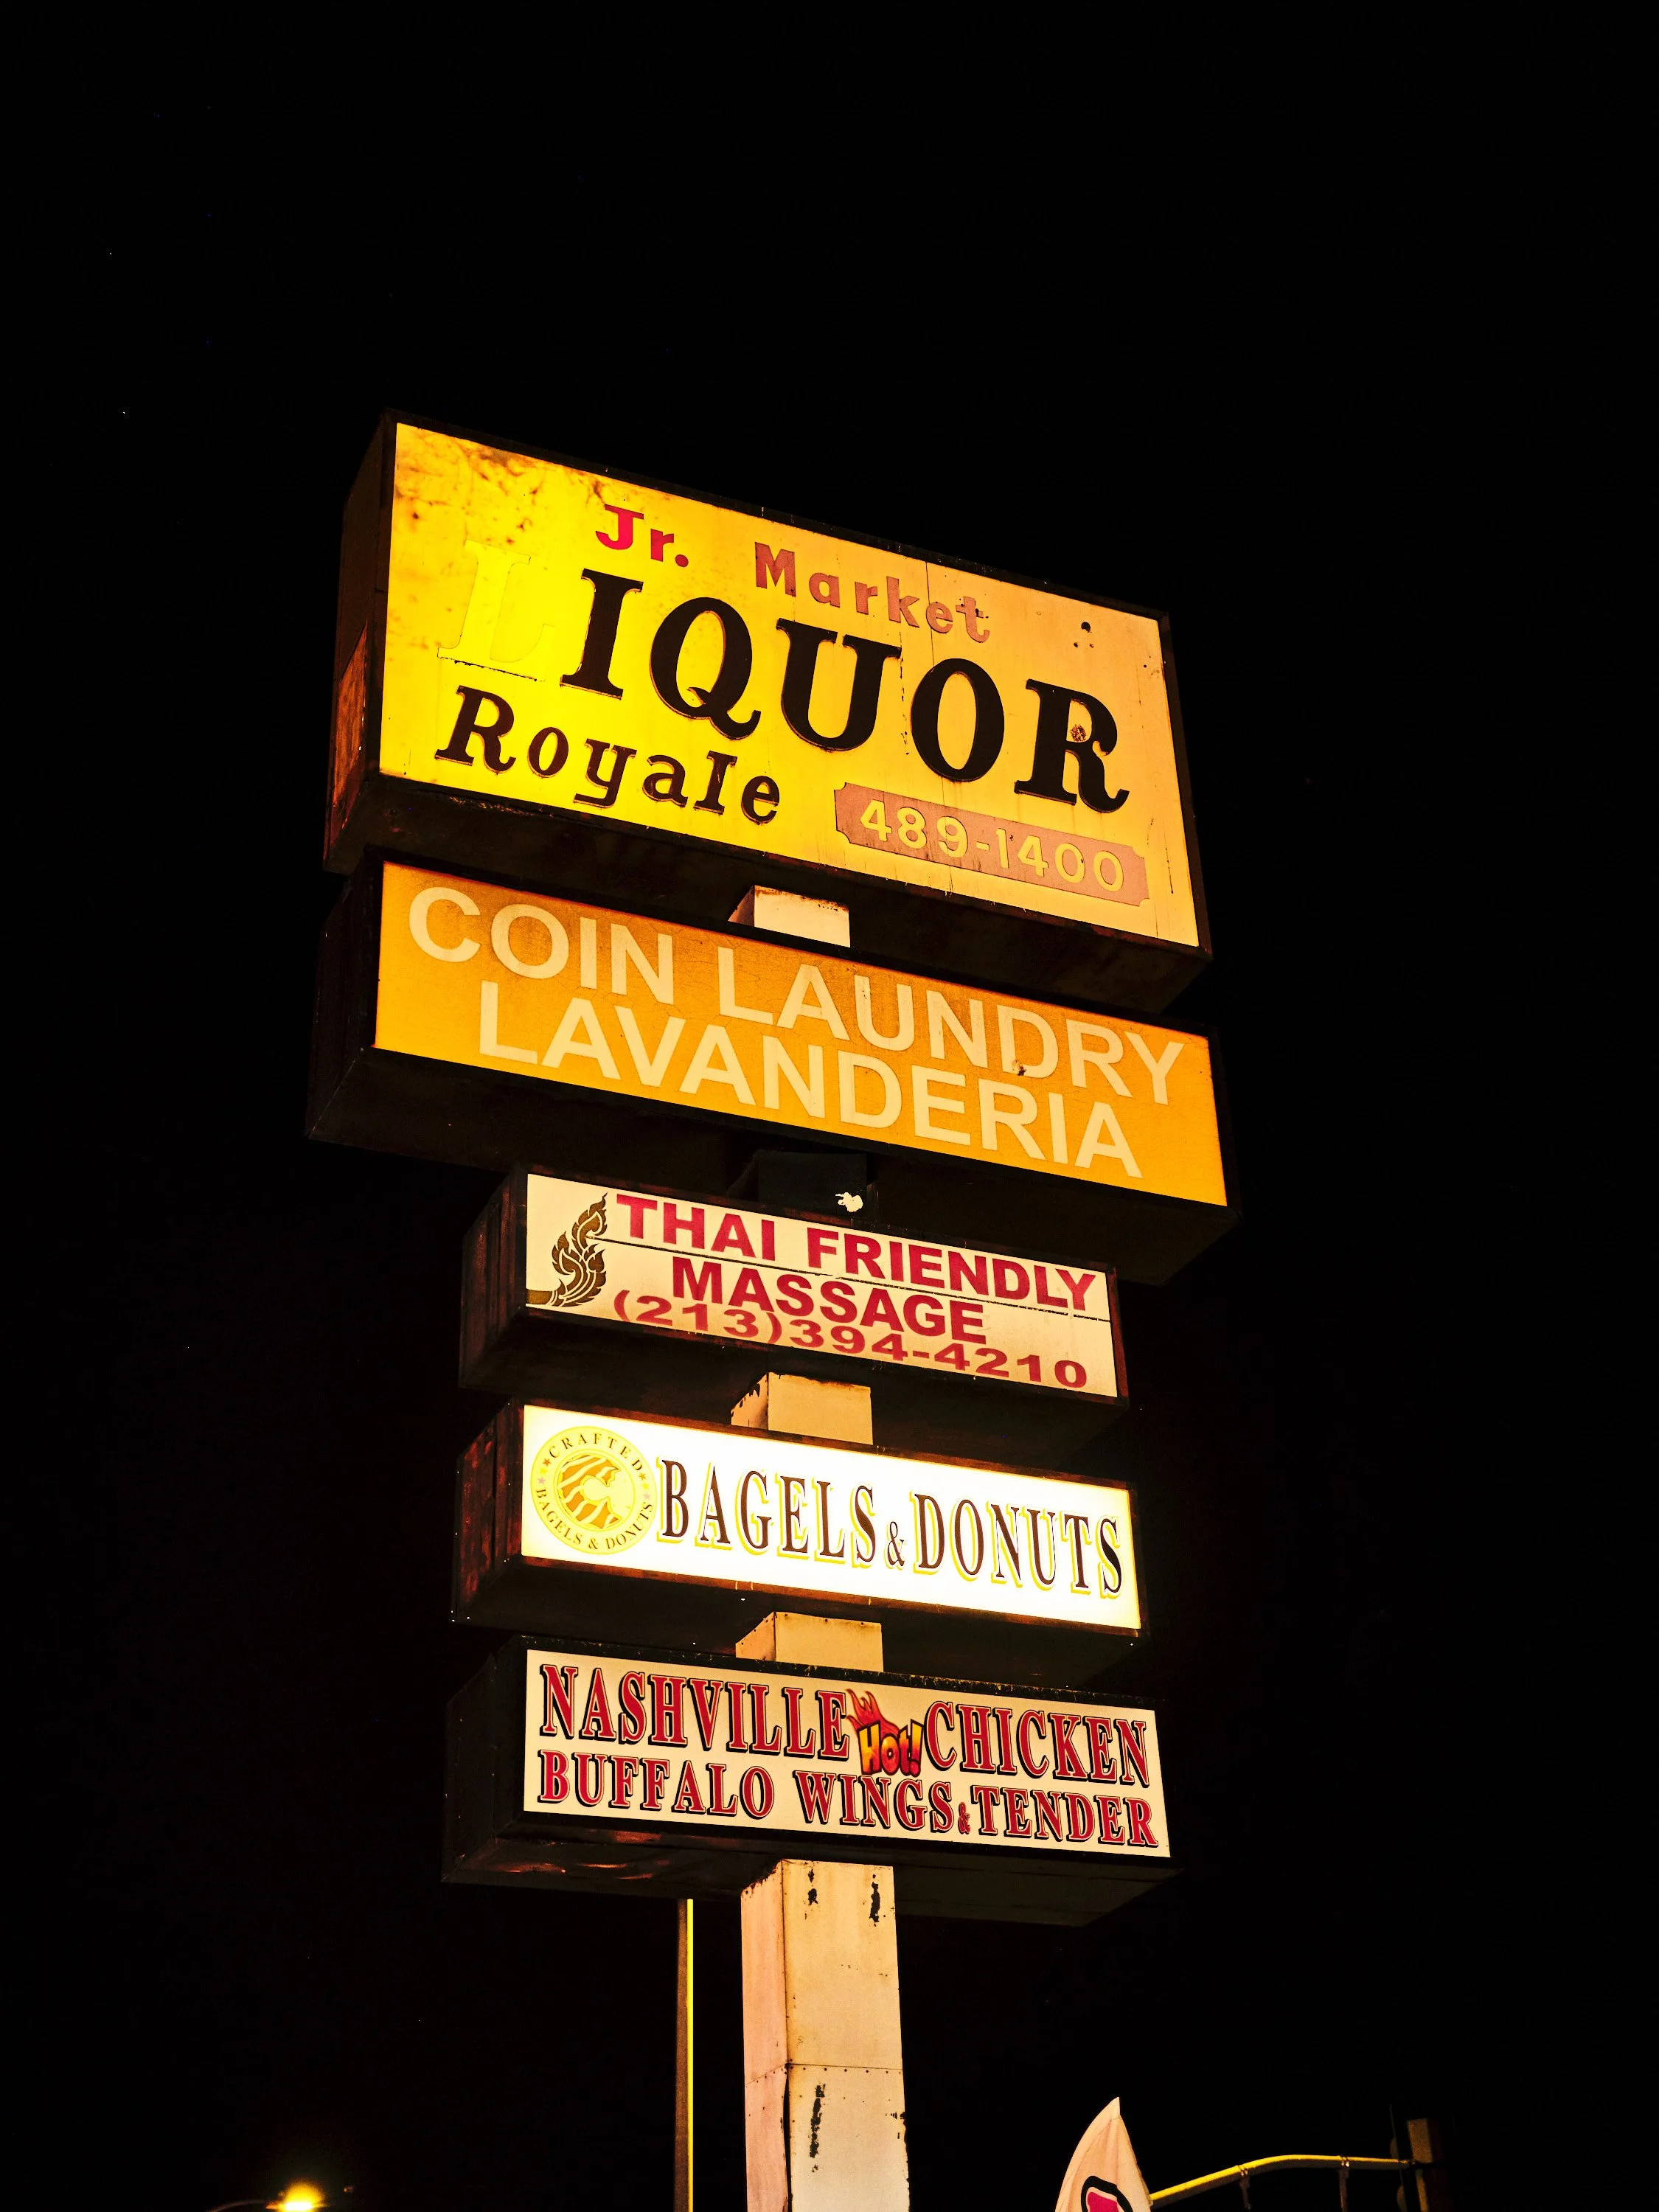 Jr. Market
LIQUOR
Royale
489-1400
COIN LAUNDRY
LAVANDERIA
THAI FRIENDLY
MASSAGE
(213)394-4210
CRAFTED
BAGELS & DONUTS
BAGELS & DONUTS
NASHVILLE Hot! CHICKEN
BUFFALO WINGS & TENDER